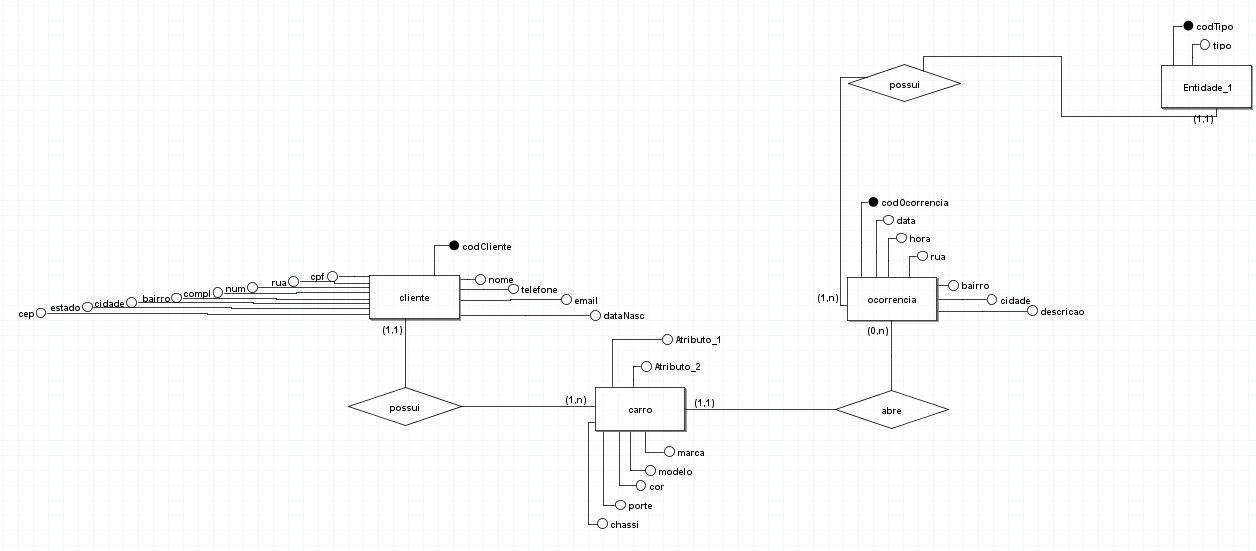 codTipo
tipo
Entidade_1
(1,1)
possui
codOcorrencia
data
hora
rua
(1,n)
ocorrencia
bairro
cidade
descricao
(0,n)
codCliente
cpf
rua
num
compl
bairro
cidade
estado
cep
cliente
nome
telefone
email
dataNasc
(1,1)
Atributo_1
Atributo_2
possui
(1,n)
carro
(1,1)
abre
marca
modelo
cor
porte
chassi